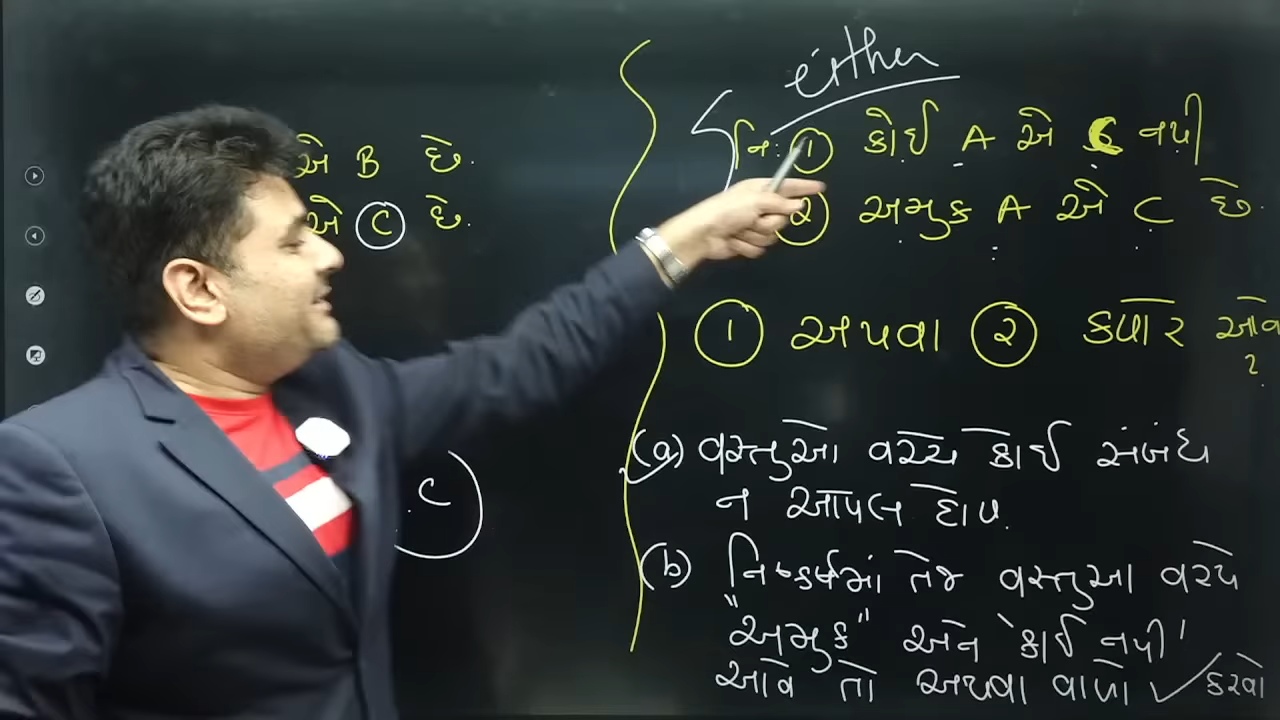 either
એ B છે.
એ C છે.
નિ: ① કોઈ A એ C નથી
② અમુક A એ C છે.
① અથવા ② ક્યારે આવે
?
(a) વસ્તુઓ વચ્ચે કોઈ સંબંધ
ન આપેલ હોય.
C
(b) નિષ્કર્ષમાં તેજ વસ્તુઓ વચ્ચે
"અમુક" અને 'કોઈ નથી'
આવે તો અથવા વાળો ✓ કરવો